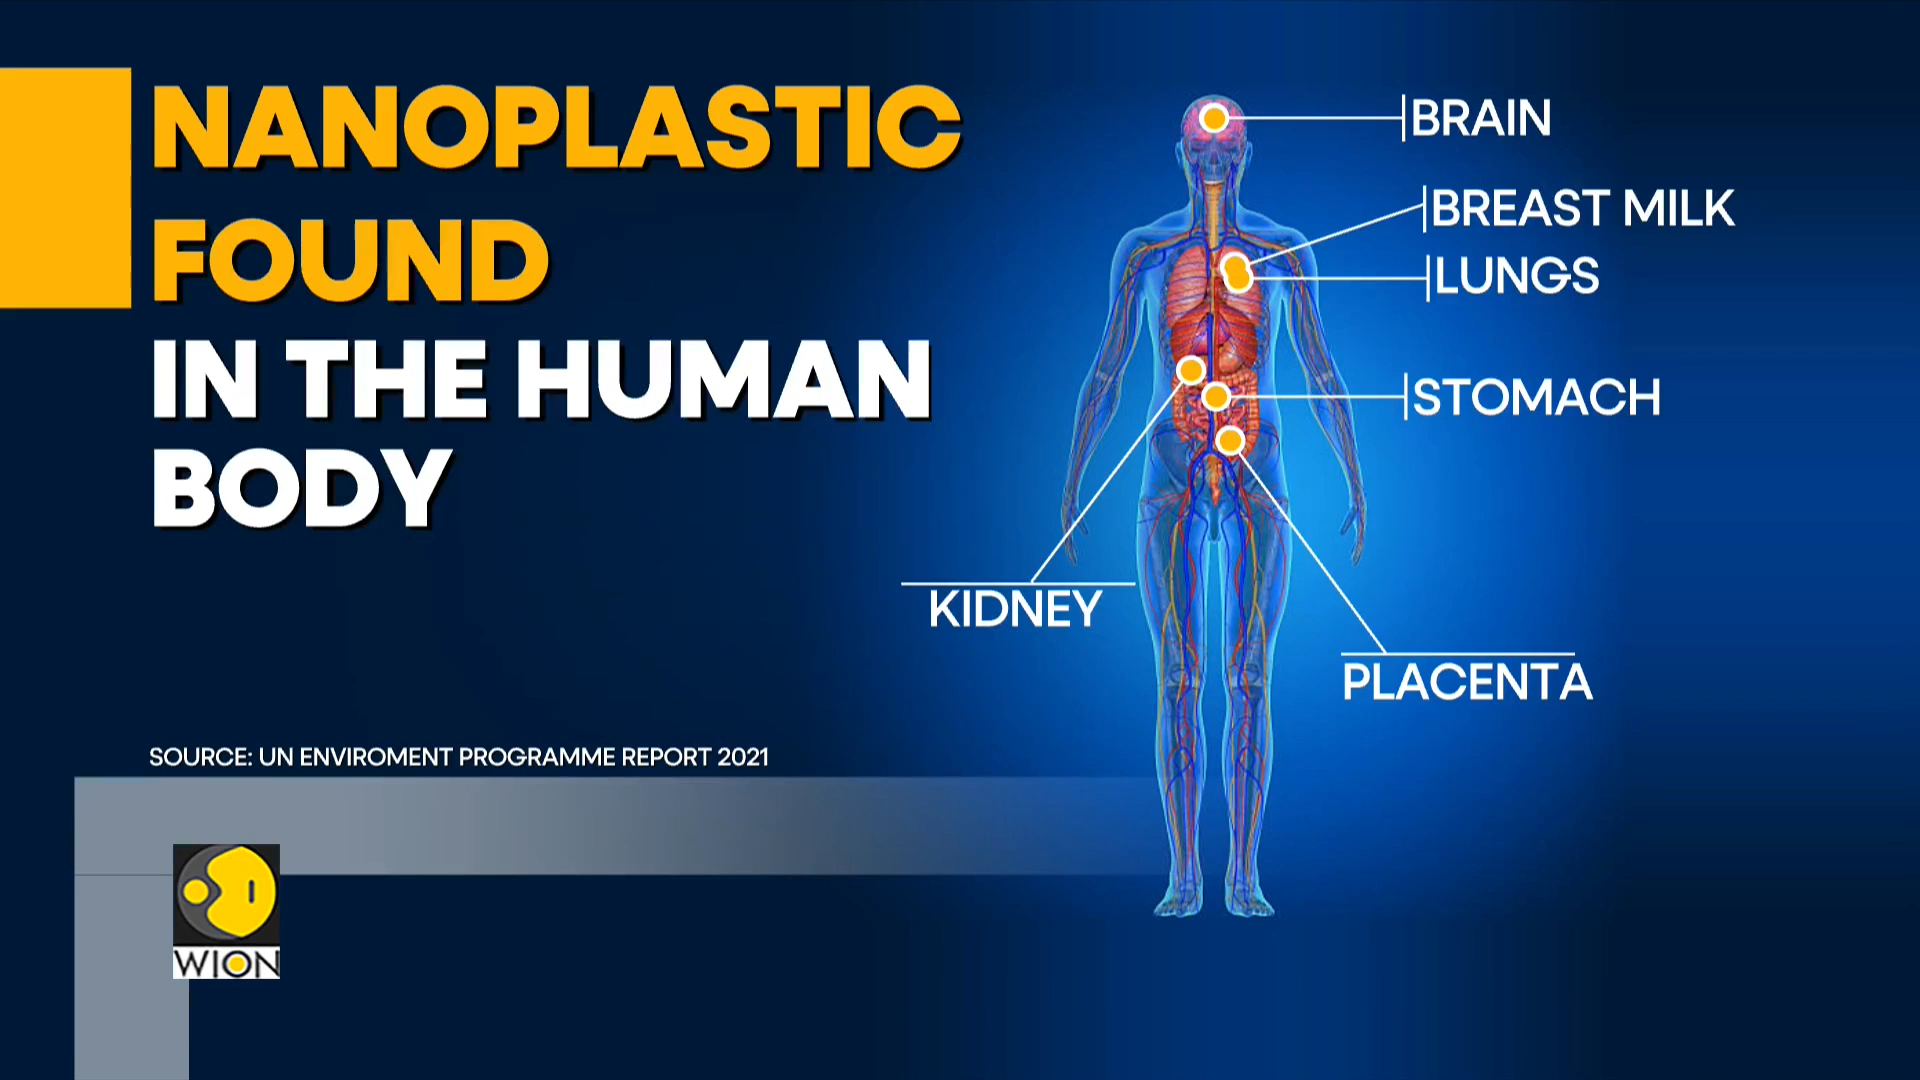 NANOPLASTIC
FOUND
IN THE HUMAN
BODY
BRAIN
BREAST MILK
LUNGS
STOMACH
KIDNEY
PLACENTA
SOURCE: UN ENVIROMENT PROGRAMME REPORT 2021
WION